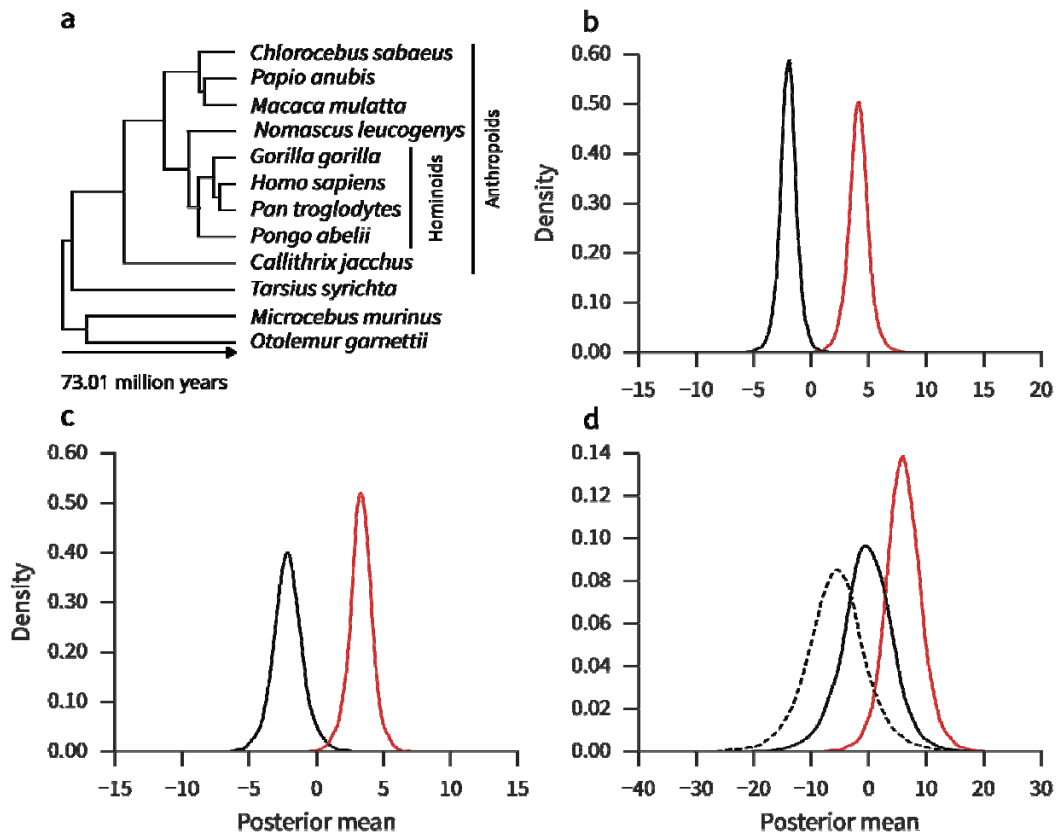 a
Chlorocebus sabaeus
Papio anubis
Macaca mulatta
Nomascus leucogenys
Gorilla gorilla
Homo sapiens
Pan troglodytes
Pongo abelii
Callithrix jacchus
Tarsius syrichta
Microcebus murinus
Otolemur garnettii
Hominoids
Anthropoids
73.01 million years
b
0.60
0.50
0.40
0.30
0.20
0.10
0.00
Density
−15 −10 −5 0 5 10 15 20
c
0.60
0.50
0.40
0.30
0.20
0.10
0.00
Density
−15 −10 −5 0 5 10 15
Posterior mean
d
0.14
0.12
0.10
0.08
0.06
0.04
0.02
0.00
−40 −30 −20 −10 0 10 20 30
Posterior mean